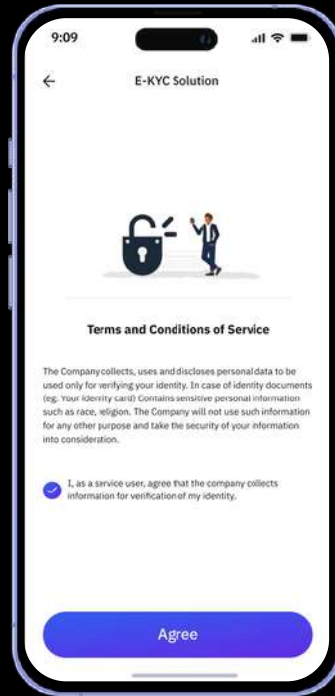 9:09
E-KYC Solution
Terms and Conditions of Service
The Company collects, uses and discloses personal data to be
used only for verifying your identity. In case of identity documents
(eg. Your identity card) Contains sensitive personal information
such as race, religion. The Company will not use such information
for any other purpose and take the security of your information
into consideration.
I, as a service user, agree that the company collects
information for verification of my identity.
Agree